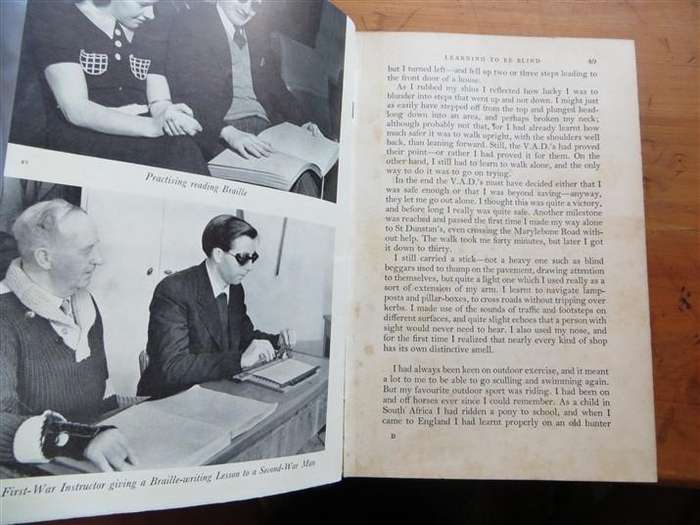 Practising reading Braille
First-War Instructor giving a Braille-writing Lesson to a Second-War Man
LEARNING TO BE BLIND 89
but I turned left—and fell up two or three steps leading to
the front door of a house.
As I rubbed my shins I reflected how lucky I was to
blunder into steps that went up and not down. I might just
as easily have stepped off from the top and plunged head-
long down into an area, and perhaps broken my neck;
although probably not, for I had already learnt how
much safer it was to walk upright, with the shoulders well
back, than leaning forward. Still, the V.A.D.'s had proved
their point—or rather I had proved it for them. On the
other hand, I still had to learn to walk alone, and the only
way to do it was to go on trying.
In the end the V.A.D.'s must have decided either that I
was safe enough or that I was beyond saving—anyway,
they let me go out alone. I thought this was quite a victory,
and before long I really was quite safe. Another milestone
was reached and passed the first time I made my way alone
to St Dunstan's, even crossing the Marylebone Road with-
out help. The walk took me forty minutes, but later I got
it down to thirty.
I still carried a stick—not a heavy one such as blind
beggars used to thump on the pavement, drawing attention
to themselves, but quite a light one which I used really as a
sort of extension of my arm. I learnt to navigate lamp-
posts and pillar-boxes, to cross roads without tripping over
kerbs. I made use of the sounds of traffic and footsteps on
different surfaces, and quite slight echoes that a person with
sight would never need to hear. I also used my nose, and
for the first time I realized that nearly every kind of shop
has its own distinctive smell.
I had always been keen on outdoor exercise, and it meant
a lot to me to be able to go sculling and swimming again.
But my favourite outdoor sport was riding. I had been on
and off horses ever since I could remember. As a child in
South Africa I had ridden a pony to school, and when I
came to England I had learnt properly on an old hunter
D